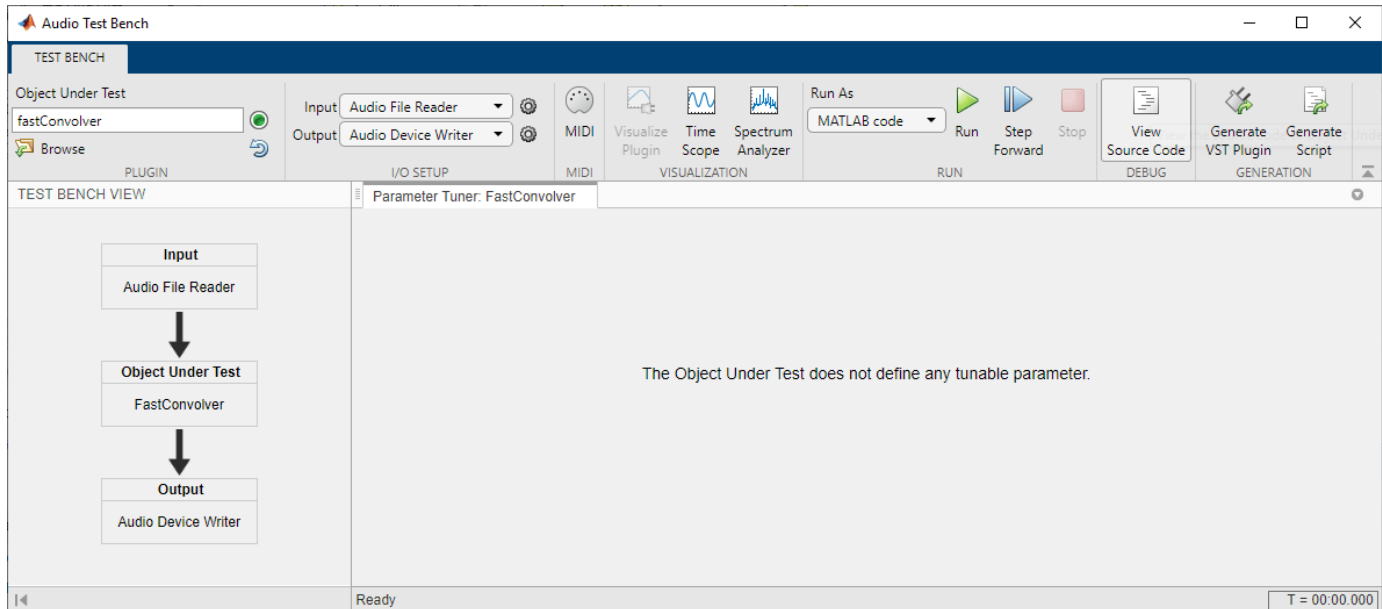 Audio Test Bench
TEST BENCH
Object Under Test
fastConvolver
Browse
PLUGIN
Input Audio File Reader
Output Audio Device Writer
I/O SETUP
MIDI
MIDI
Visualize
Plugin
Time
Scope
Spectrum
Analyzer
VISUALIZATION
Run As
MATLAB code
Run
Step
Forward
Stop
RUN
View
Source Code
DEBUG
Generate
VST Plugin
Generate
Script
GENERATION
TEST BENCH VIEW
Parameter Tuner: FastConvolver
Input
Audio File Reader
Object Under Test
FastConvolver
Output
Audio Device Writer
The Object Under Test does not define any tunable parameter.
Ready
T = 00:00.000